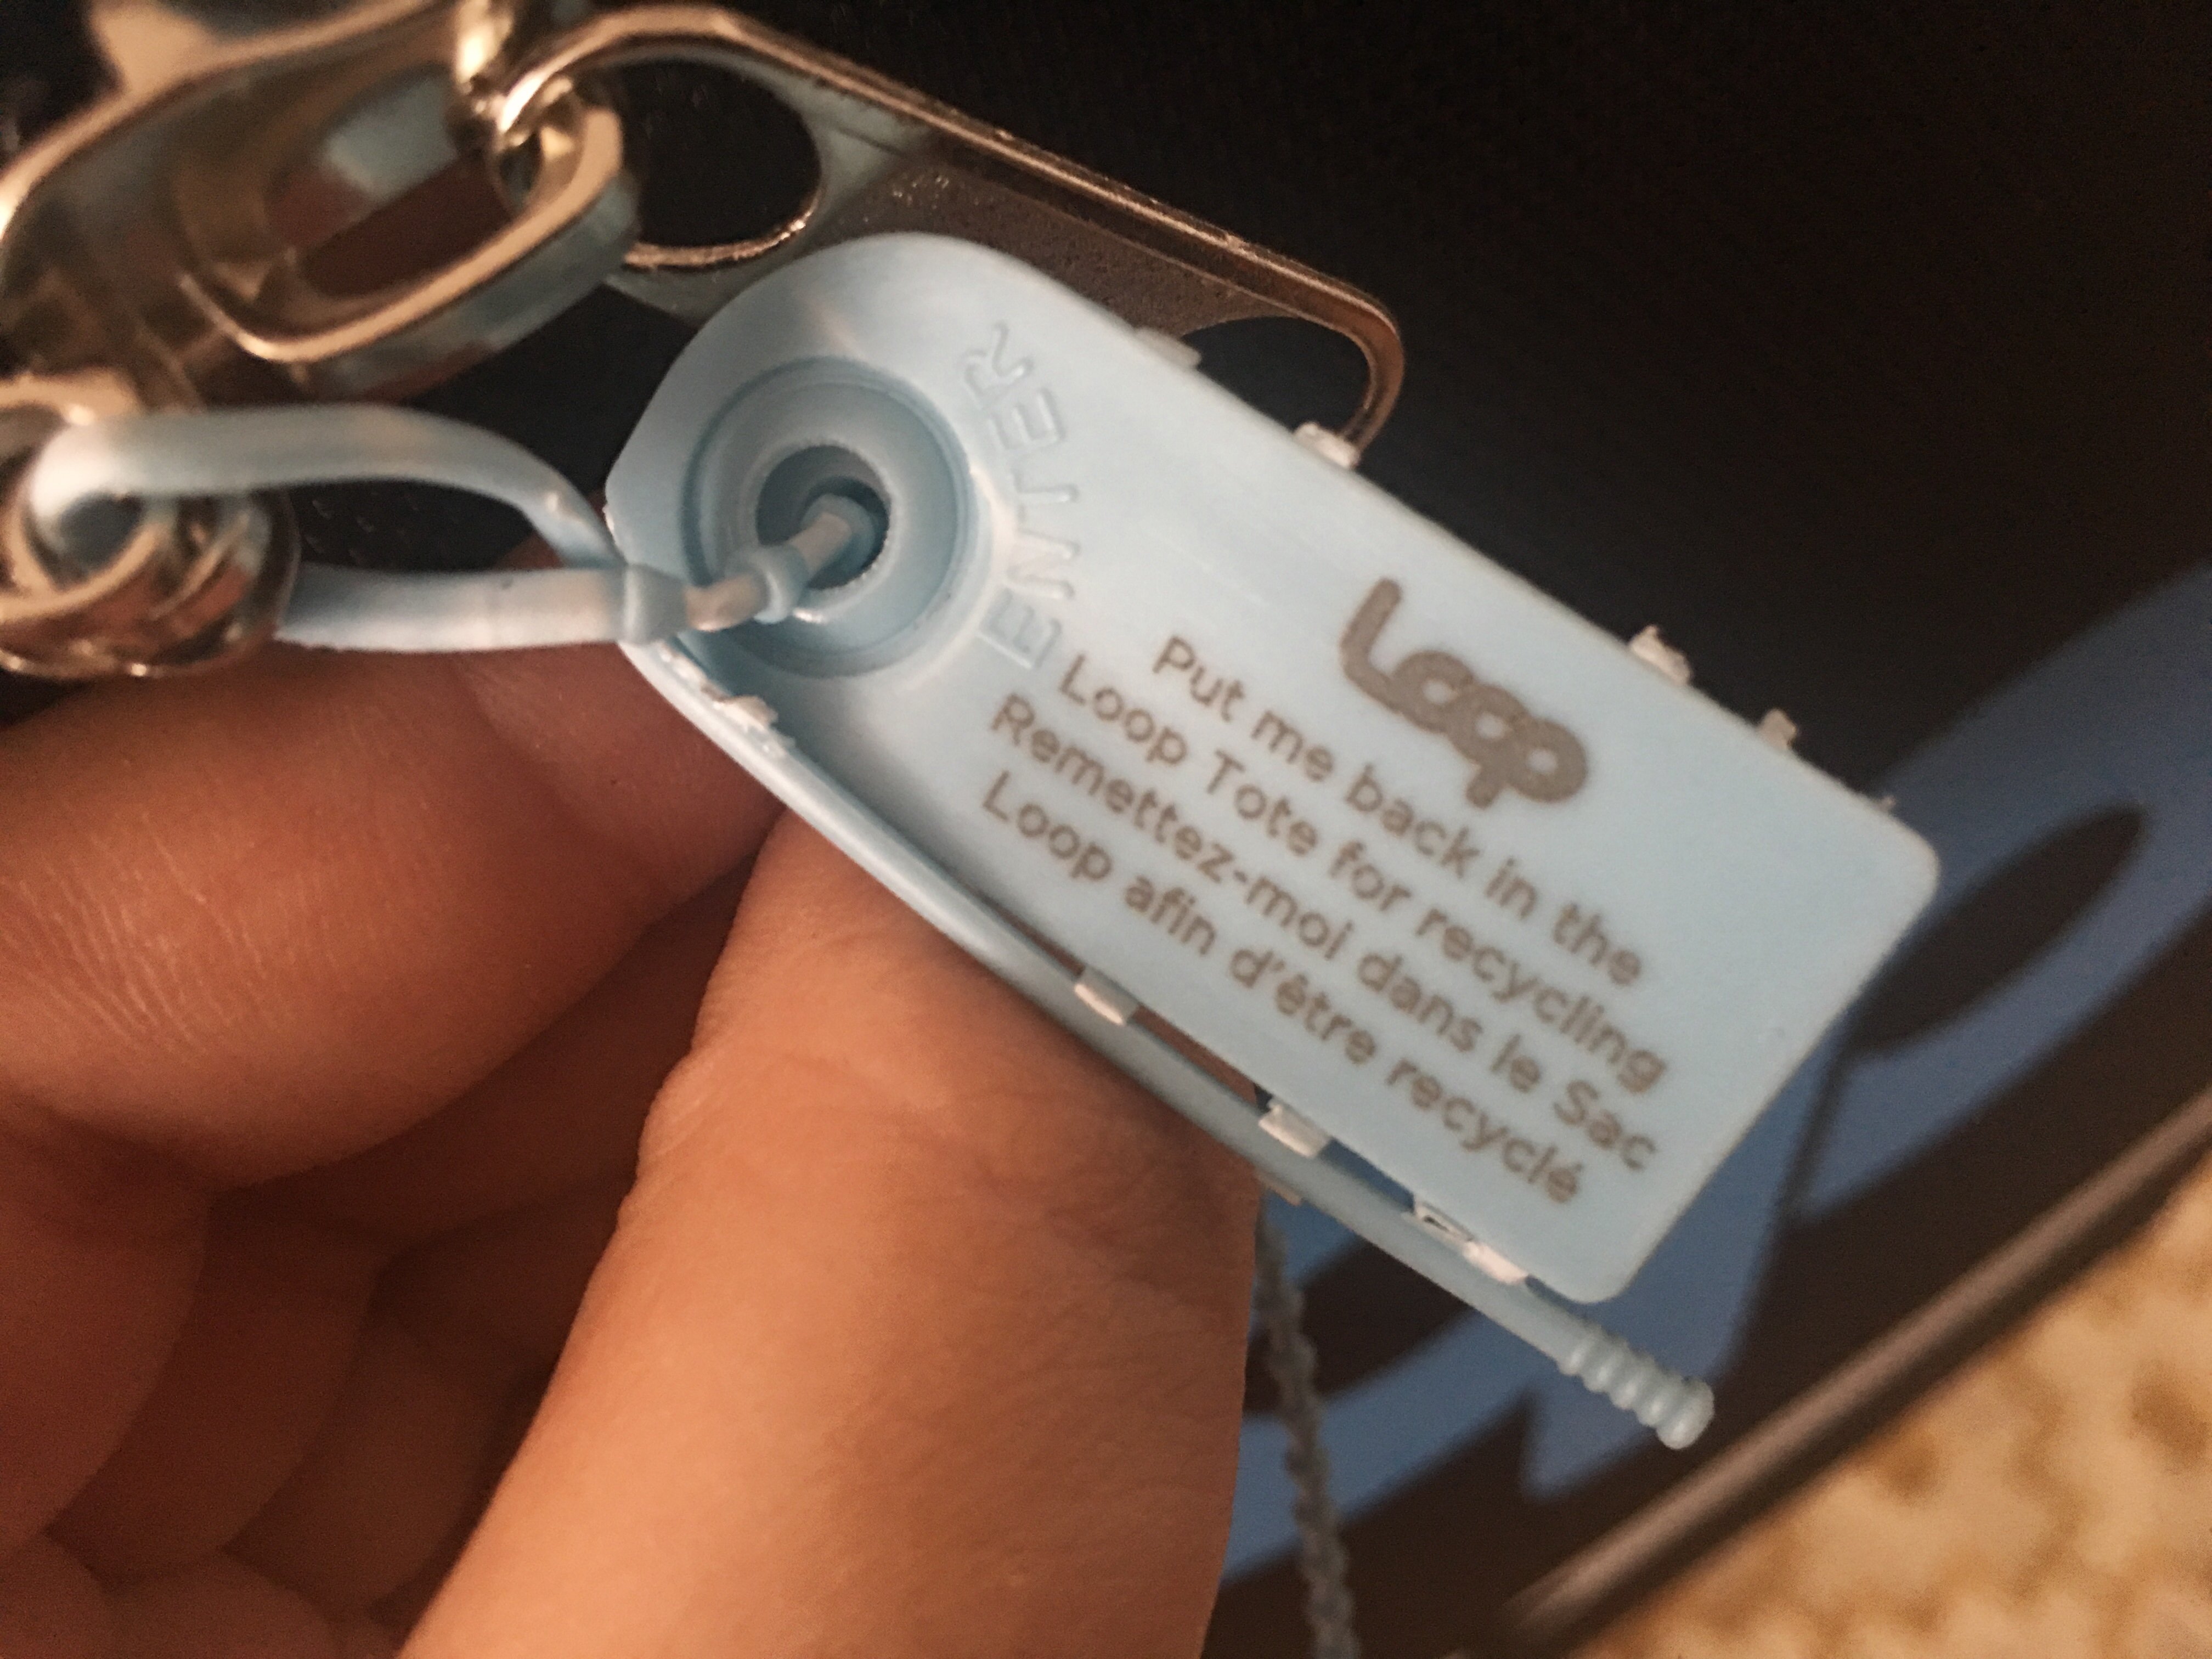 ENTER
Loop
Put me back in the
Loop Tote for recycling
Remettez-moi dans le Sac
Loop afin d'être recyclé